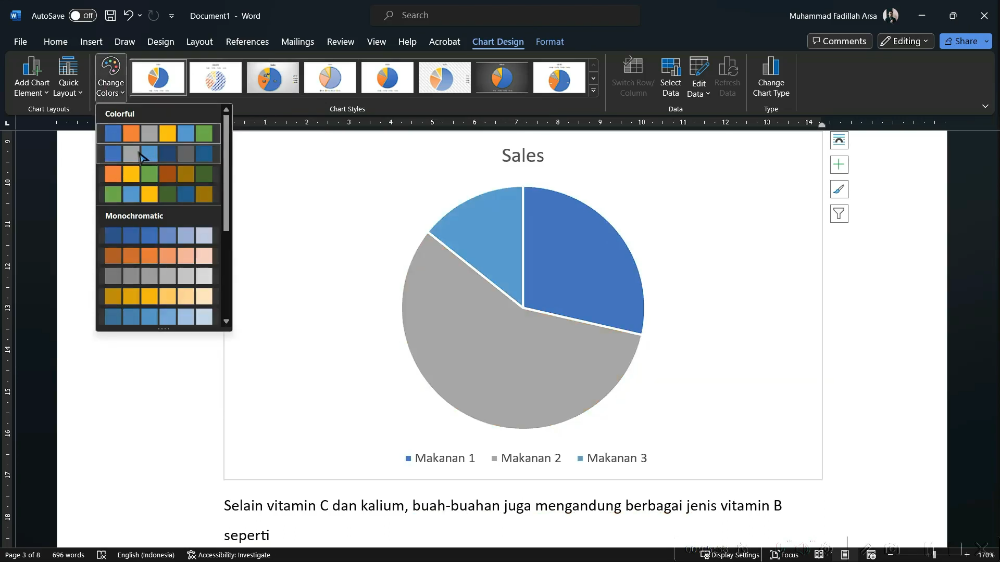 AutoSave Off Document1 - Word Search Muhammad Fadillah Arsa
File Home Insert Draw Design Layout References Mailings Review View Help Acrobat Chart Design Format Comments Editing Share
Add Chart Element Quick Layout Change Colors Switch Row/ Column Select Data Edit Data Refresh Data Change Chart Type
Chart Layouts Chart Styles Data Type
Colorful
1 2 3 4 5 6 7 8 9 10 11 12 13 14
9
10
11
12
13
14
15
16
17
18
Monochromatic
Sales
Makanan 1 Makanan 2 Makanan 3
Selain vitamin C dan kalium, buah-buahan juga mengandung berbagai jenis vitamin B
seperti
Page 3 of 8 696 words English (Indonesia) Accessibility: Investigate Display Settings Focus 170%